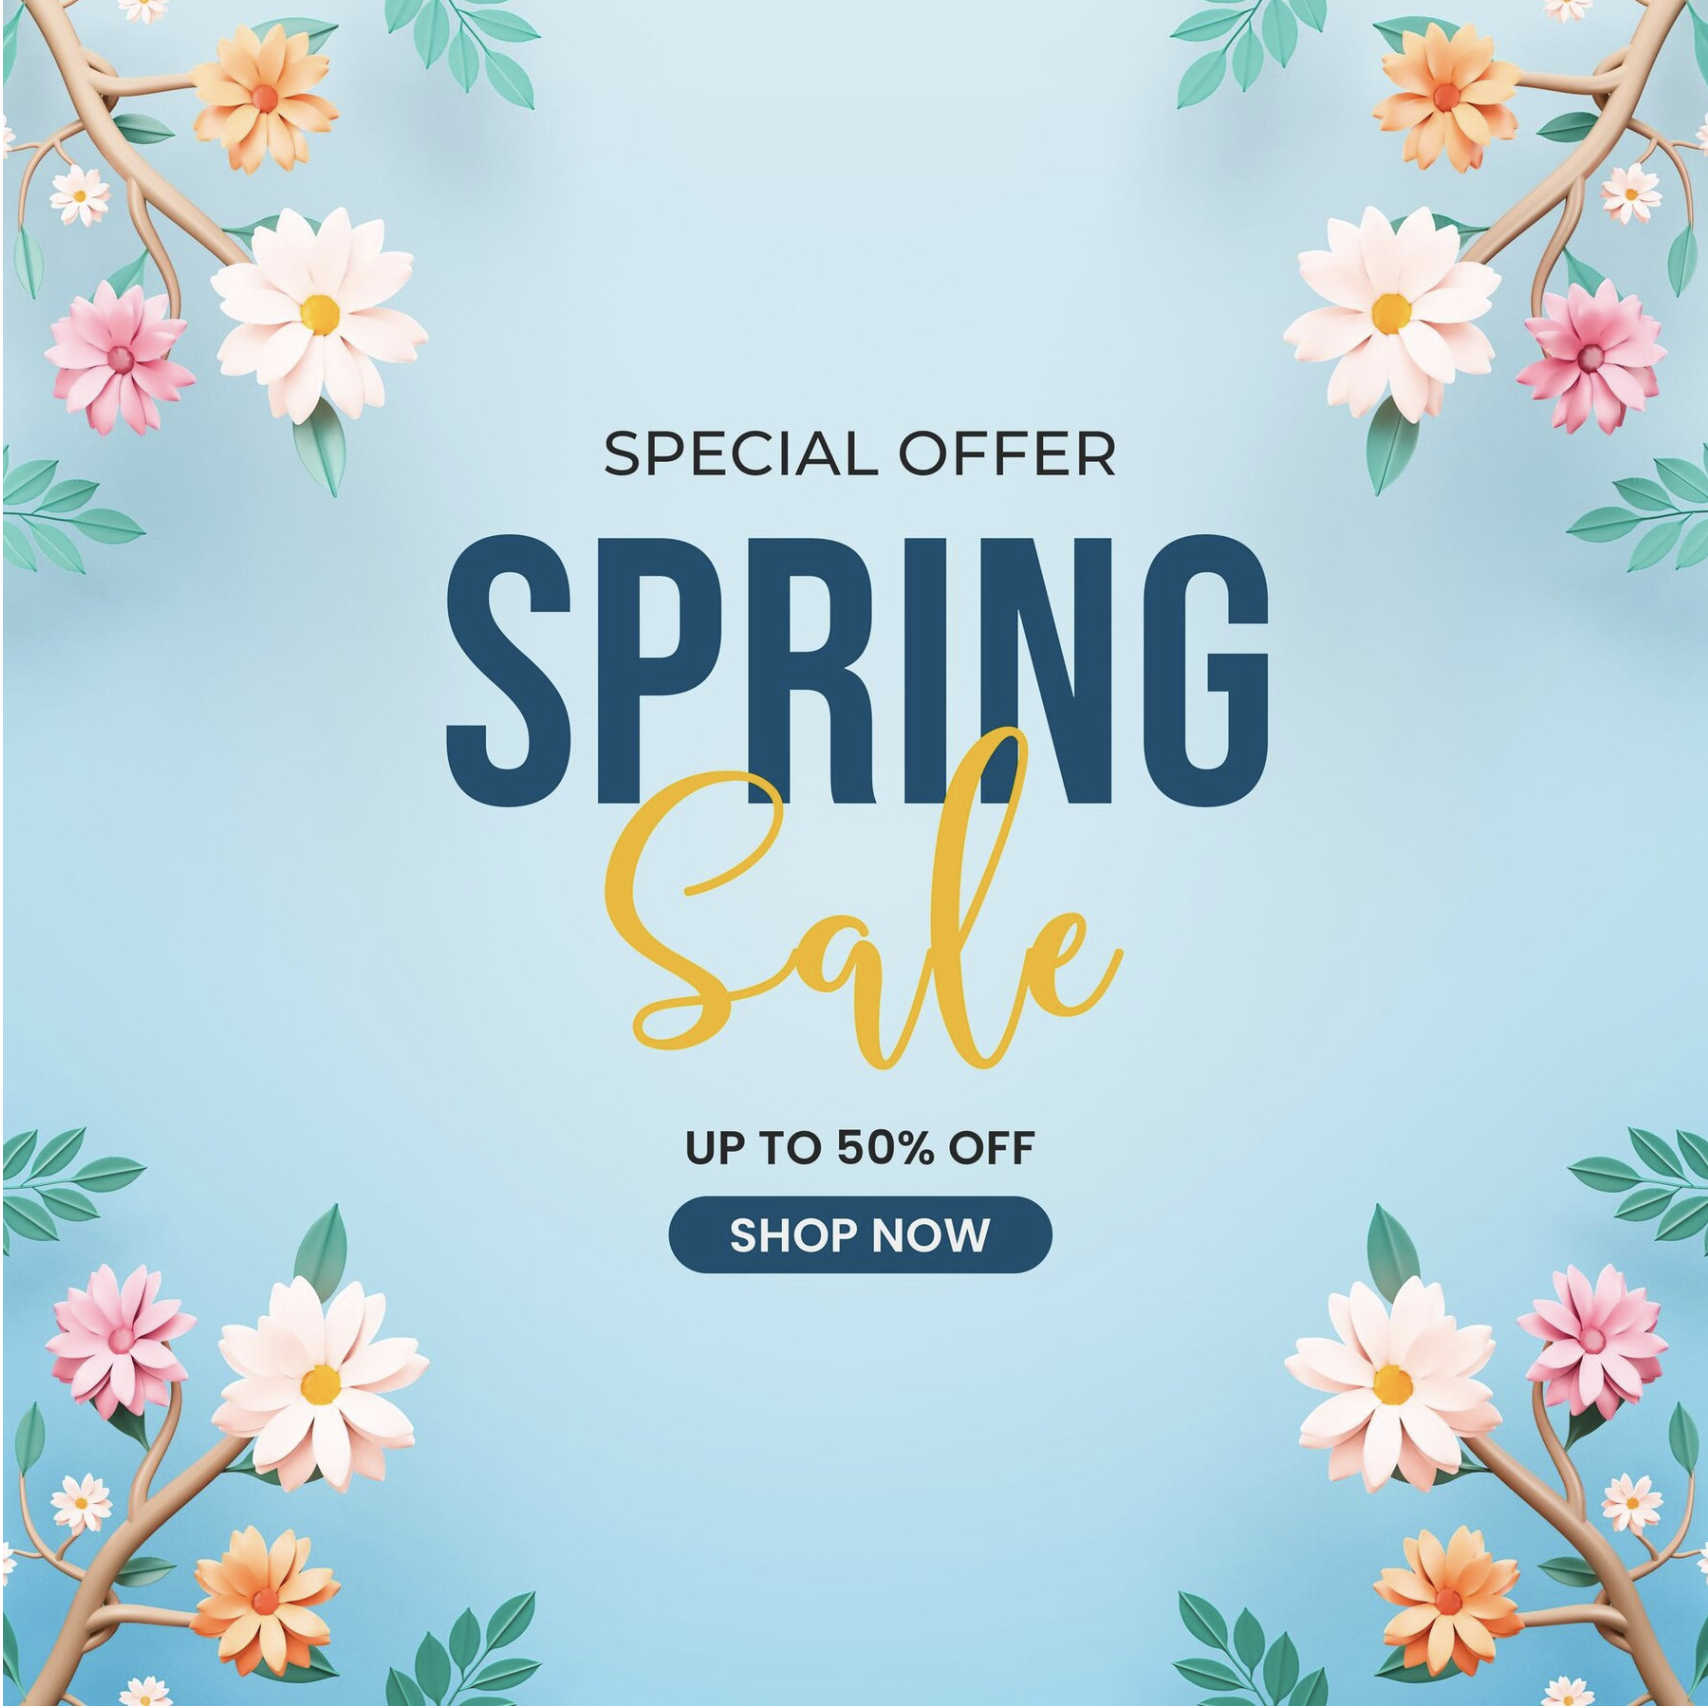 SPECIAL OFFER
SPRING
Sale
UP TO 50% OFF
SHOP NOW